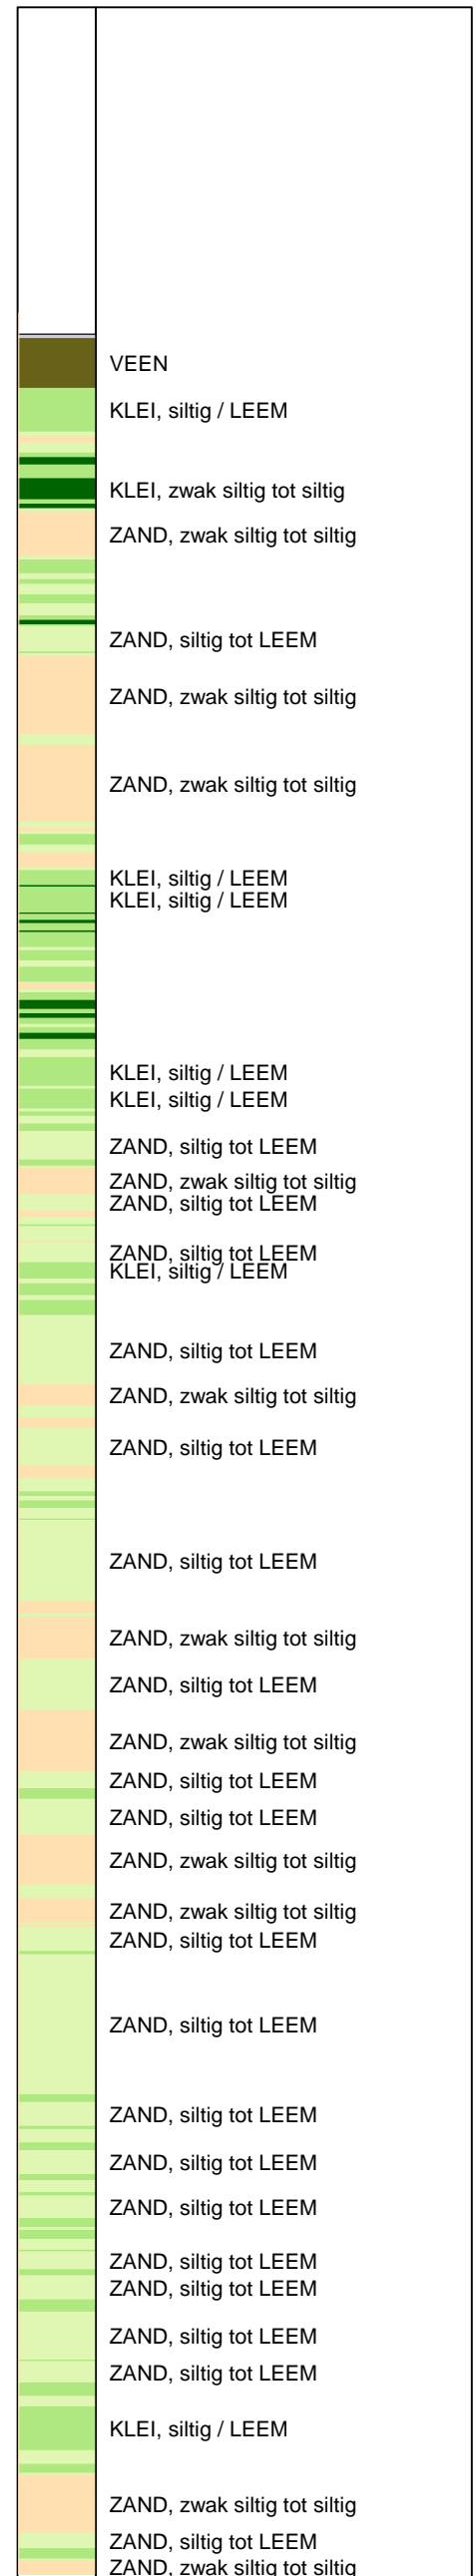 VEEN
KLEI, siltig / LEEM
KLEI, zwak siltig tot siltig
ZAND, zwak siltig tot siltig
ZAND, siltig tot LEEM
ZAND, zwak siltig tot siltig
ZAND, zwak siltig tot siltig
KLEI, siltig / LEEM
KLEI, siltig / LEEM
KLEI, siltig / LEEM
KLEI, siltig / LEEM
ZAND, siltig tot LEEM
ZAND, zwak siltig tot siltig
ZAND, siltig tot LEEM
ZAND, siltig tot LEEM
KLEI, siltig / LEEM
ZAND, siltig tot LEEM
ZAND, zwak siltig tot siltig
ZAND, siltig tot LEEM
ZAND, siltig tot LEEM
ZAND, zwak siltig tot siltig
ZAND, siltig tot LEEM
ZAND, zwak siltig tot siltig
ZAND, siltig tot LEEM
ZAND, siltig tot LEEM
ZAND, zwak siltig tot siltig
ZAND, zwak siltig tot siltig
ZAND, siltig tot LEEM
ZAND, siltig tot LEEM
ZAND, siltig tot LEEM
ZAND, siltig tot LEEM
ZAND, siltig tot LEEM
ZAND, siltig tot LEEM
ZAND, siltig tot LEEM
ZAND, siltig tot LEEM
ZAND, siltig tot LEEM
KLEI, siltig / LEEM
ZAND, zwak siltig tot siltig
ZAND, siltig tot LEEM
ZAND, zwak siltig tot siltig